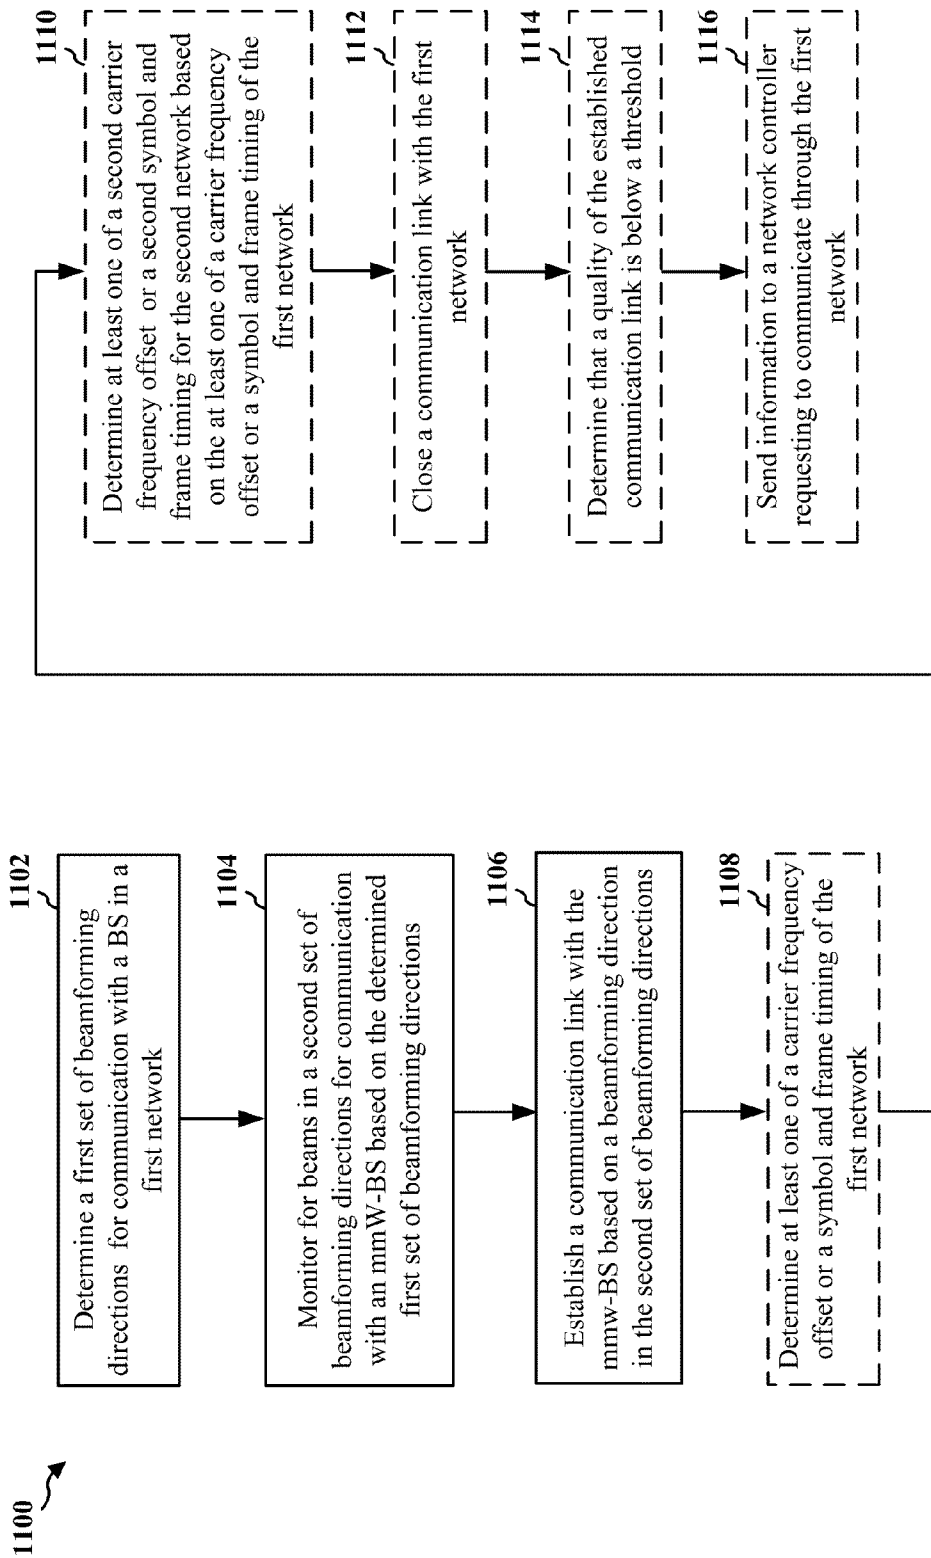 1100
1102
Determine a first set of beamforming
directions for communication with a BS in a
first network
1104
Monitor for beams in a second set of
beamforming directions for communication
with an mmW-BS based on the determined
first set of beamforming directions
1106
Establish a communication link with the
mmw-BS based on a beamforming direction
in the second set of beamforming directions
1108
Determine at least one of a carrier frequency
offset or a symbol and frame timing of the
first network
1110
Determine at least one of a second carrier
frequency offset or a second symbol and
frame timing for the second network based
on the at least one of a carrier frequency
offset or a symbol and frame timing of the
first network
1112
Close a communication link with the first
network
1114
Determine that a quality of the established
communication link is below a threshold
1116
Send information to a network controller
requesting to communicate through the first
network